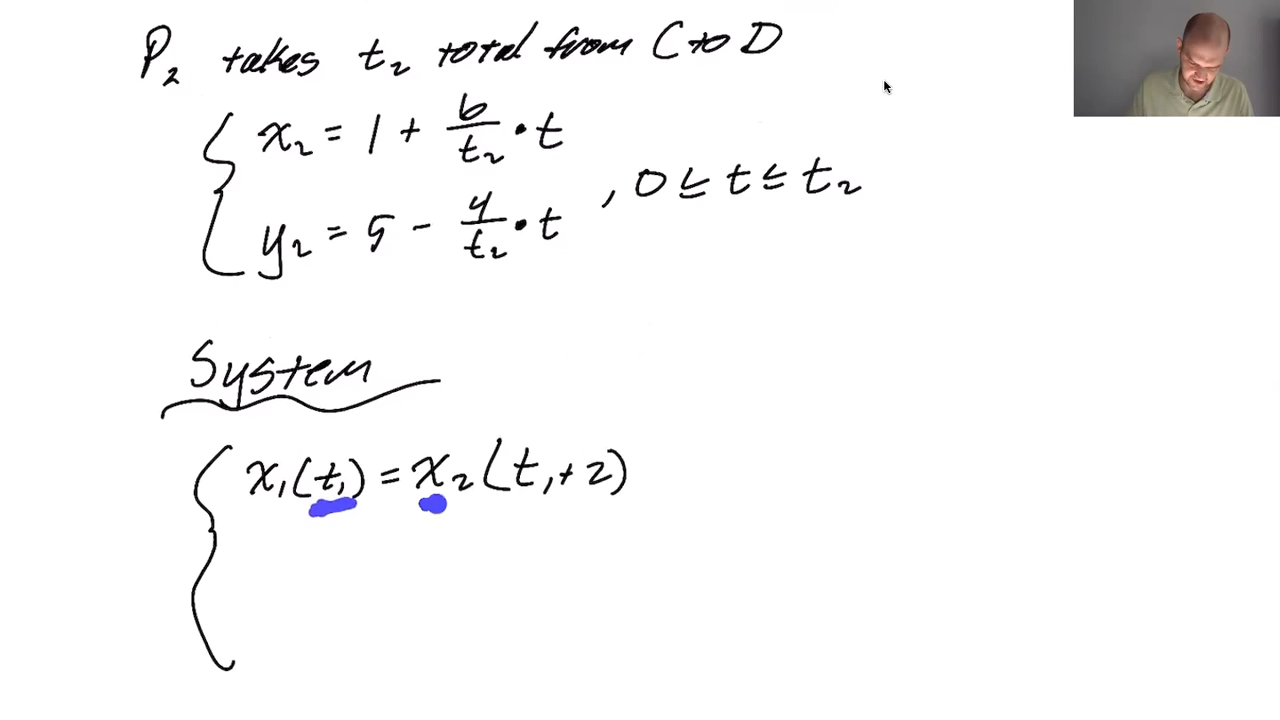 P₂ takes t₂ total from C to D
x₂ = 1 + 6/t₂ · t
y₂ = 5 - 4/t₂ · t , 0 ≤ t ≤ t₂
System
x₁(t₁) = x₂(t₁+2)